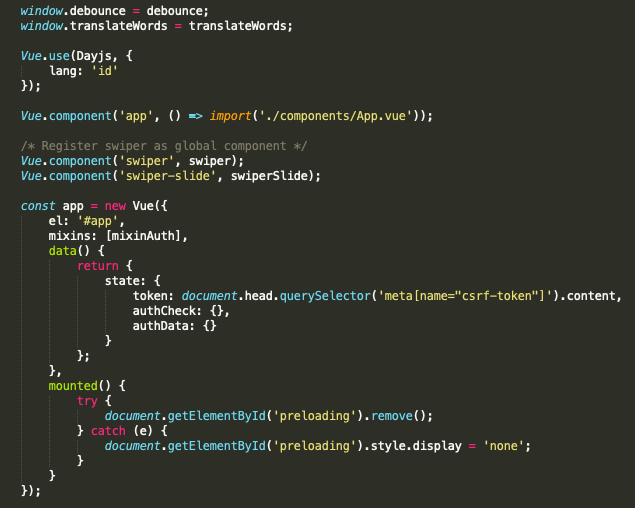 window.debounce = debounce;
window.translateWords = translateWords;

Vue.use(Dayjs, {
    lang: 'id'
});

Vue.component('app', () => import('./components/App.vue'));

/* Register swiper as global component */
Vue.component('swiper', swiper);
Vue.component('swiper-slide', swiperSlide);

const app = new Vue({
    el: '#app',
    mixins: [mixinAuth],
    data() {
        return {
            state: {
                token: document.head.querySelector('meta[name="csrf-token"]').content,
                authCheck: {},
                authData: {}
            }
        };
    },
    mounted() {
        try {
            document.getElementById('preloading').remove();
        } catch (e) {
            document.getElementById('preloading').style.display = 'none';
        }
    }
});